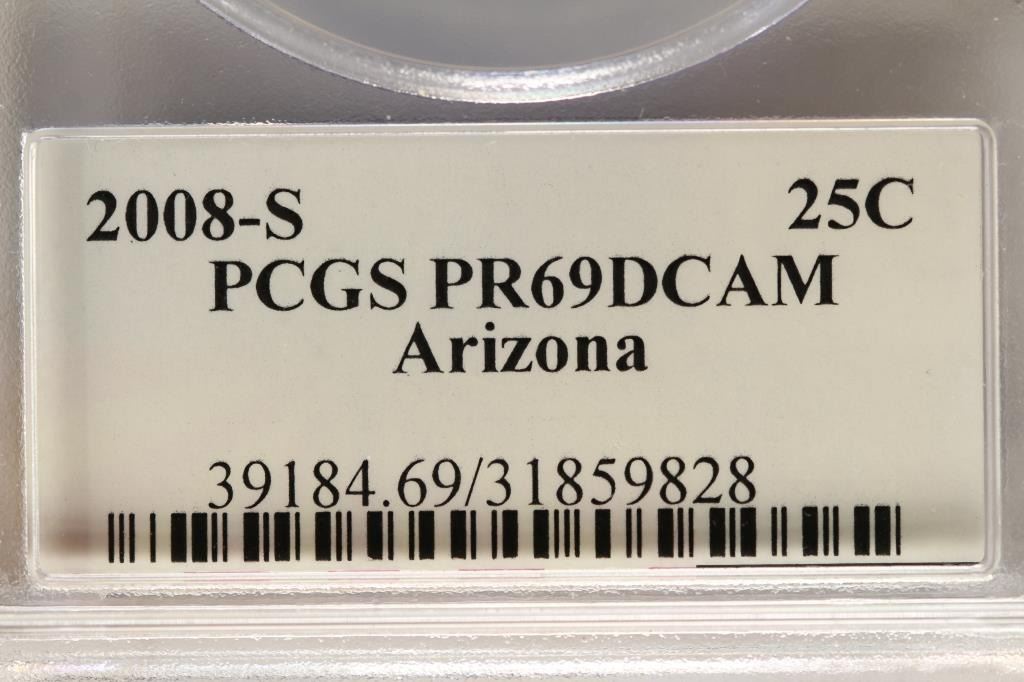 2008-S 25C
PCGS PR69DCAM
Arizona
39184.69/31859828